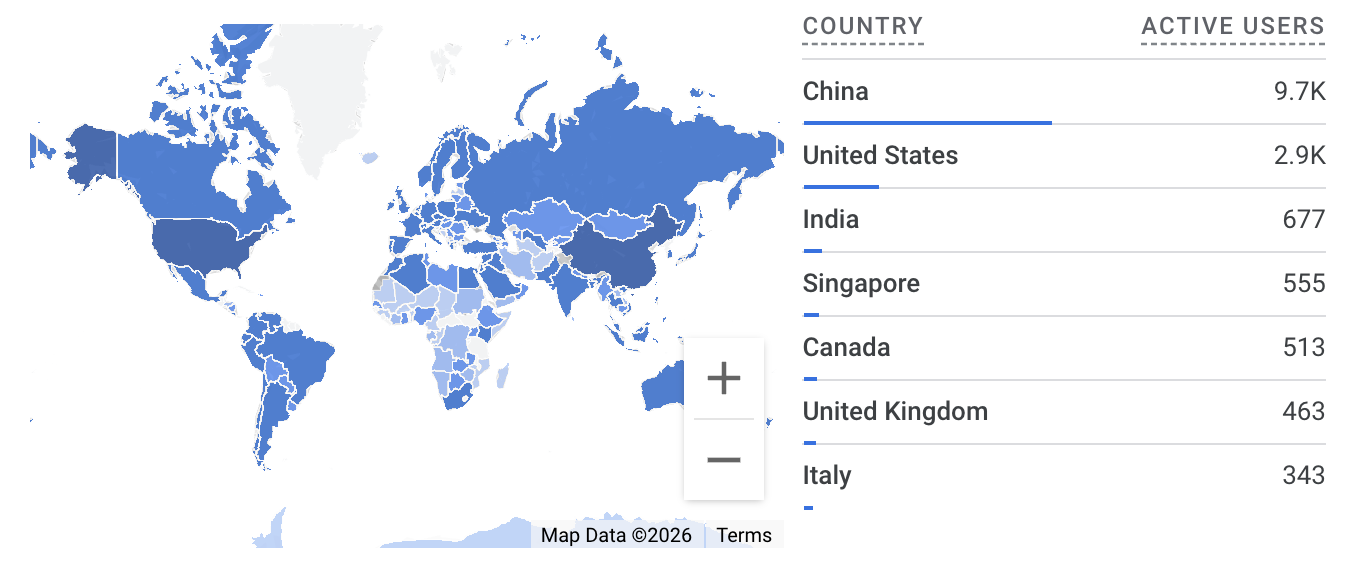 COUNTRY ACTIVE USERS
China 9.7K
United States 2.9K
India 677
Singapore 555
Canada 513
United Kingdom 463
Italy 343
+
−
Map Data ©2026 Terms